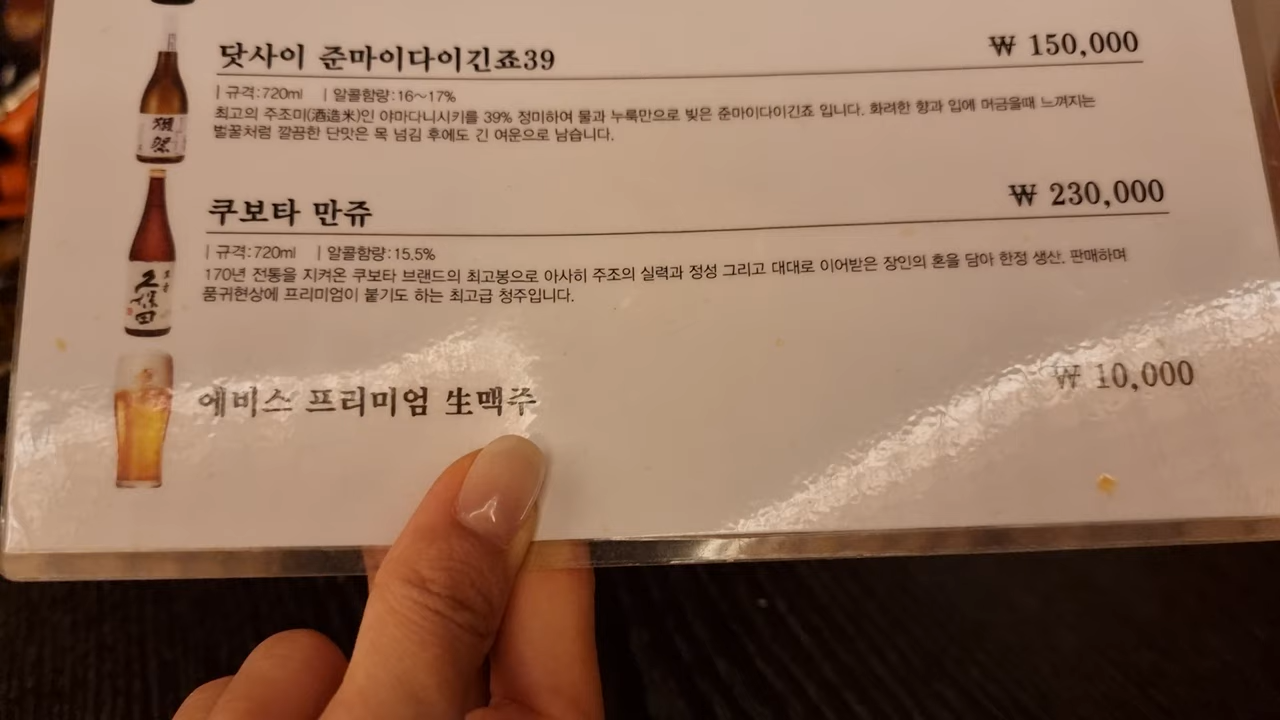 닷사이 준마이다이긴죠39
₩ 150,000
| 규격:720ml | 알콜함량:16~17%
최고의 주조미(酒造米)인 야마다니시키를 39% 정미하여 물과 누룩만으로 빚은 준마이다이긴죠 입니다. 화려한 향과 입에 머금을때 느껴지는
벌꿀처럼 깔끔한 단맛은 목 넘김 후에도 긴 여운으로 남습니다.
獺祭
쿠보타 만쥬
₩ 230,000
| 규격:720ml | 알콜함량:15.5%
170년 전통을 지켜온 쿠보타 브랜드의 최고봉으로 아사히 주조의 실력과 정성 그리고 대대로 이어받은 장인의 혼을 담아 한정 생산. 판매하며
품귀현상에 프리미엄이 붙기도 하는 최고급 청주입니다.
久保田
에비스 프리미엄 生맥주
₩ 10,000